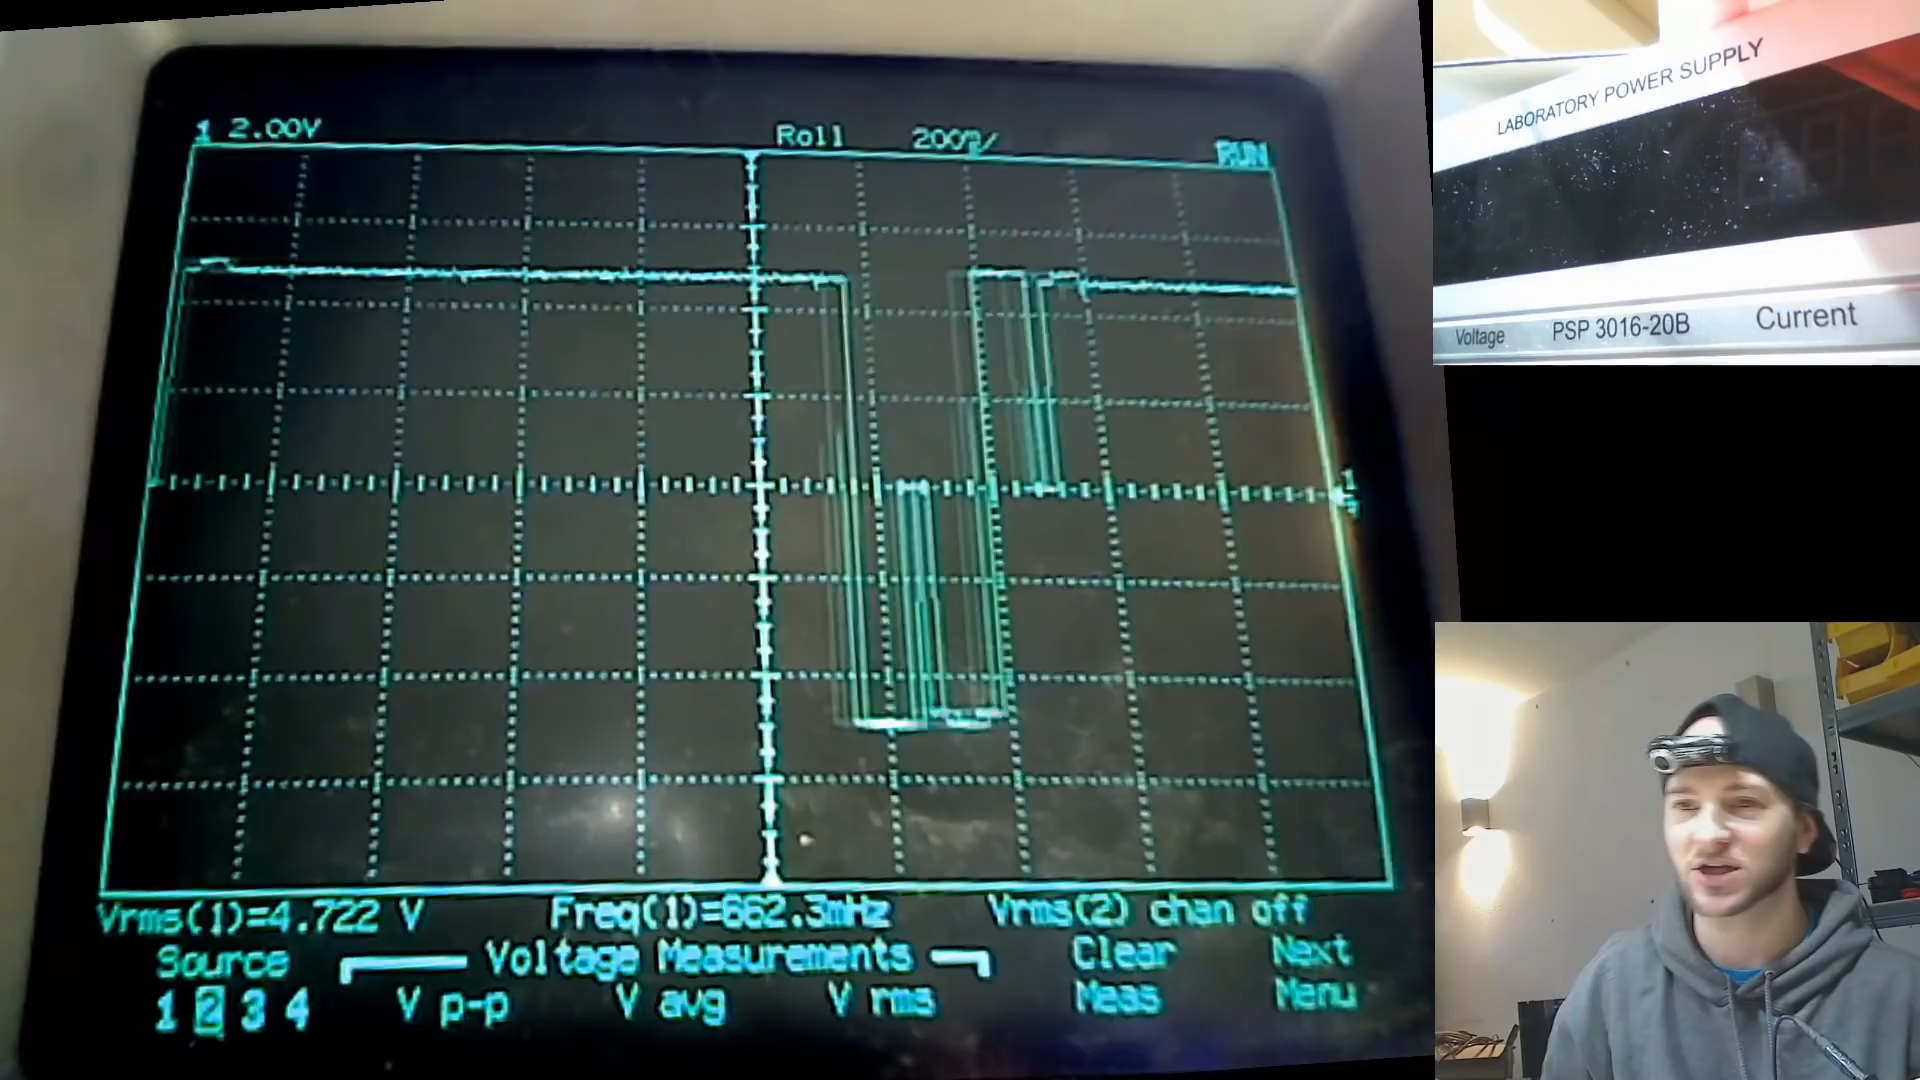 1 2.00V Roll 200m/ RUN
1
Vrms(1)=4.722 V Freq(1)=662.3mHz Vrms(2) chan off
Source Voltage Measurements Clear Next
1 2 3 4 V p-p V avg V rms Meas Menu
LABORATORY POWER SUPPLY
Voltage PSP 3016-20B Current